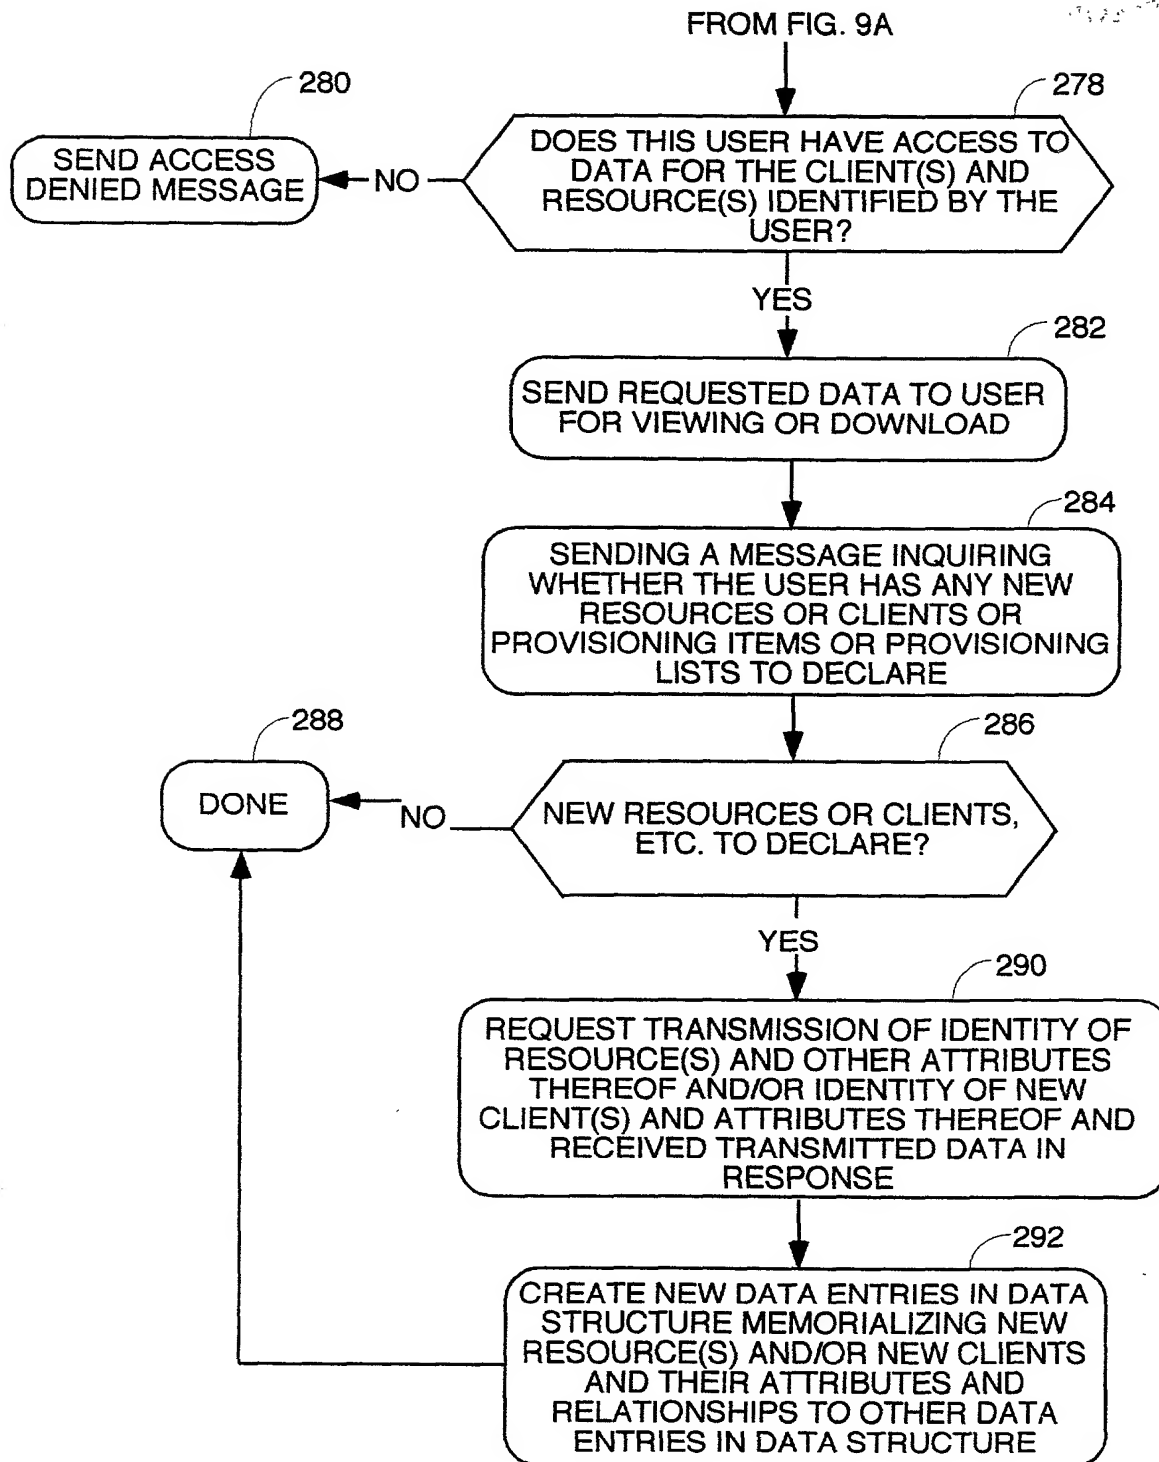 FROM FIG. 9A
280
278
SEND ACCESS
DENIED MESSAGE
NO
DOES THIS USER HAVE ACCESS TO
DATA FOR THE CLIENT(S) AND
RESOURCE(S) IDENTIFIED BY THE
USER?
YES
282
SEND REQUESTED DATA TO USER
FOR VIEWING OR DOWNLOAD
284
SENDING A MESSAGE INQUIRING
WHETHER THE USER HAS ANY NEW
RESOURCES OR CLIENTS OR
PROVISIONING ITEMS OR PROVISIONING
LISTS TO DECLARE
288
286
DONE
NO
NEW RESOURCES OR CLIENTS,
ETC. TO DECLARE?
YES
290
REQUEST TRANSMISSION OF IDENTITY OF
RESOURCE(S) AND OTHER ATTRIBUTES
THEREOF AND/OR IDENTITY OF NEW
CLIENT(S) AND ATTRIBUTES THEREOF AND
RECEIVED TRANSMITTED DATA IN
RESPONSE
292
CREATE NEW DATA ENTRIES IN DATA
STRUCTURE MEMORIALIZING NEW
RESOURCE(S) AND/OR NEW CLIENTS
AND THEIR ATTRIBUTES AND
RELATIONSHIPS TO OTHER DATA
ENTRIES IN DATA STRUCTURE